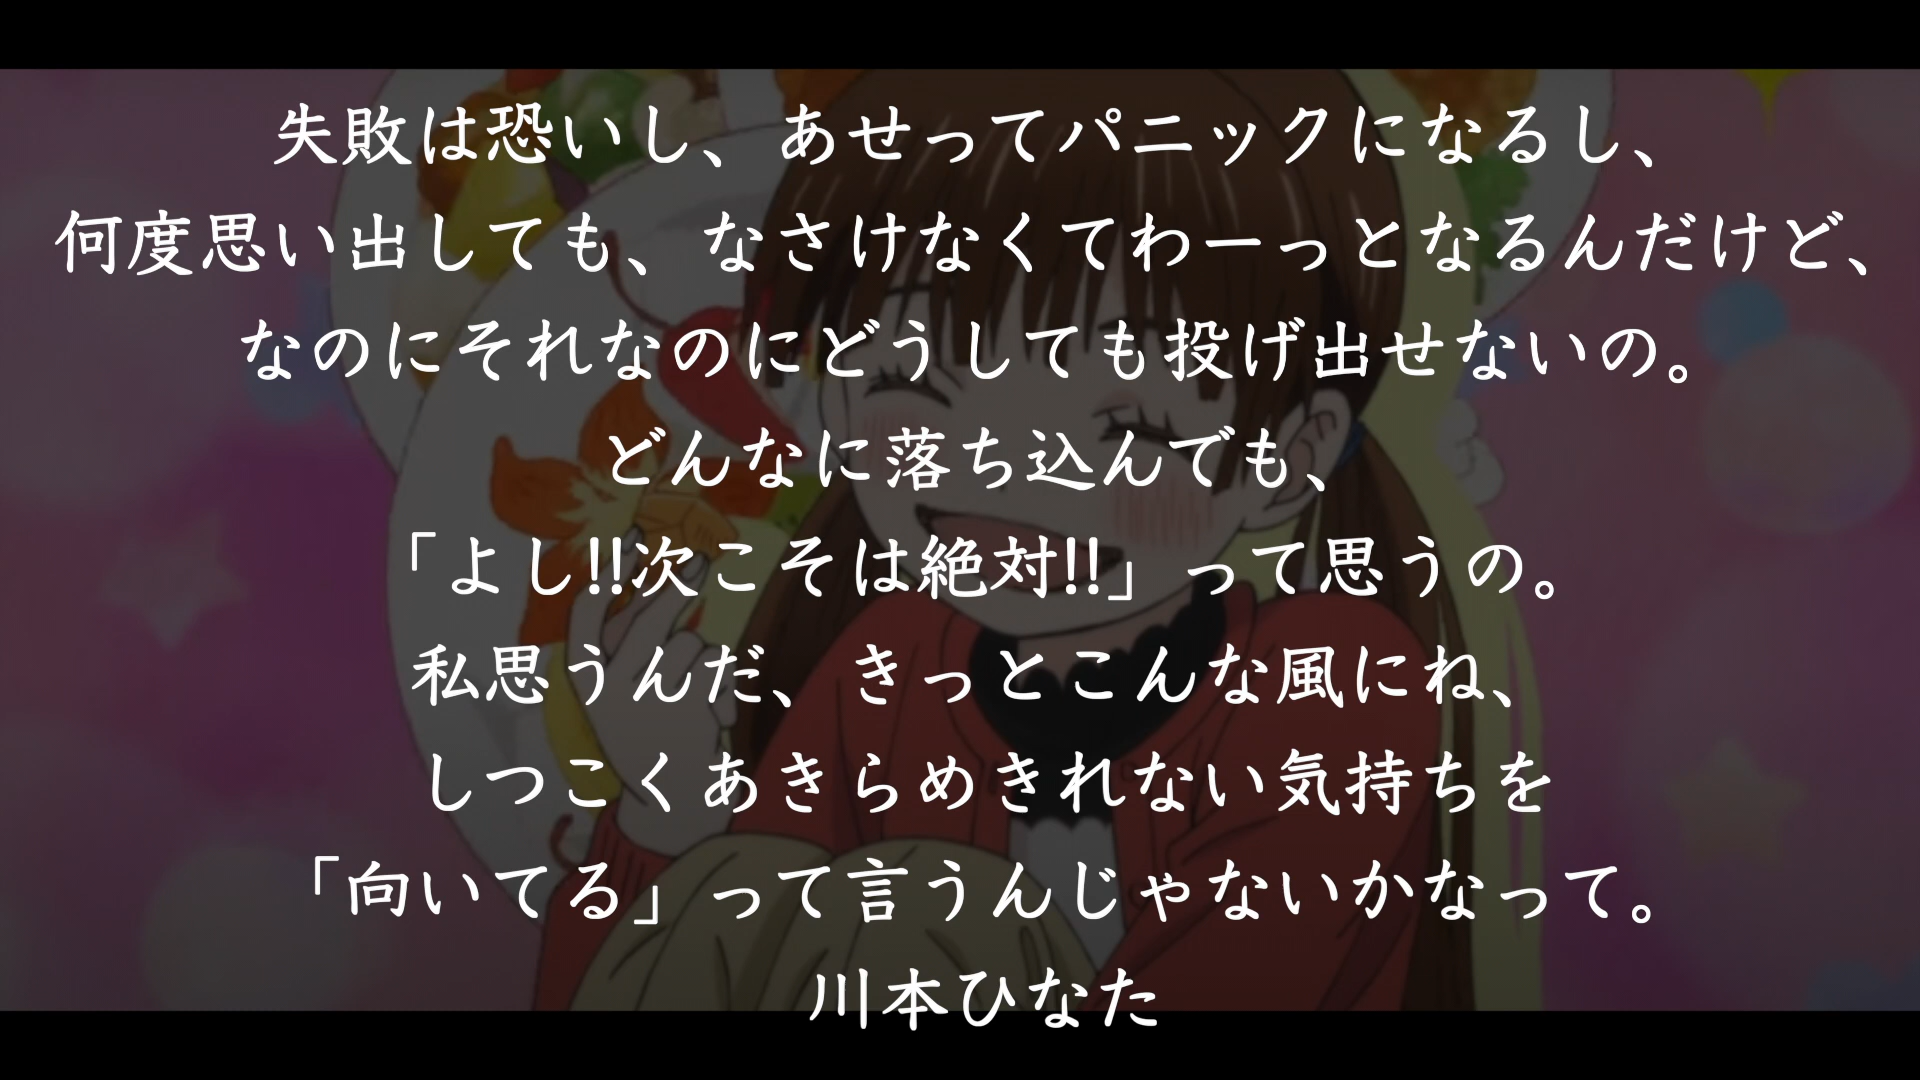 失敗は恐いし、あせってパニックになるし、
何度思い出しても、なさけなくてわーっとなるんだけど、
なのにそれなのにどうしても投げ出せないの。
どんなに落ち込んでも、
「よし!!次こそは絶対!!」って思うの。
私思うんだ、きっとこんな風にね、
しつこくあきらめきれない気持ちを
「向いてる」って言うんじゃないかなって。
川本ひなた